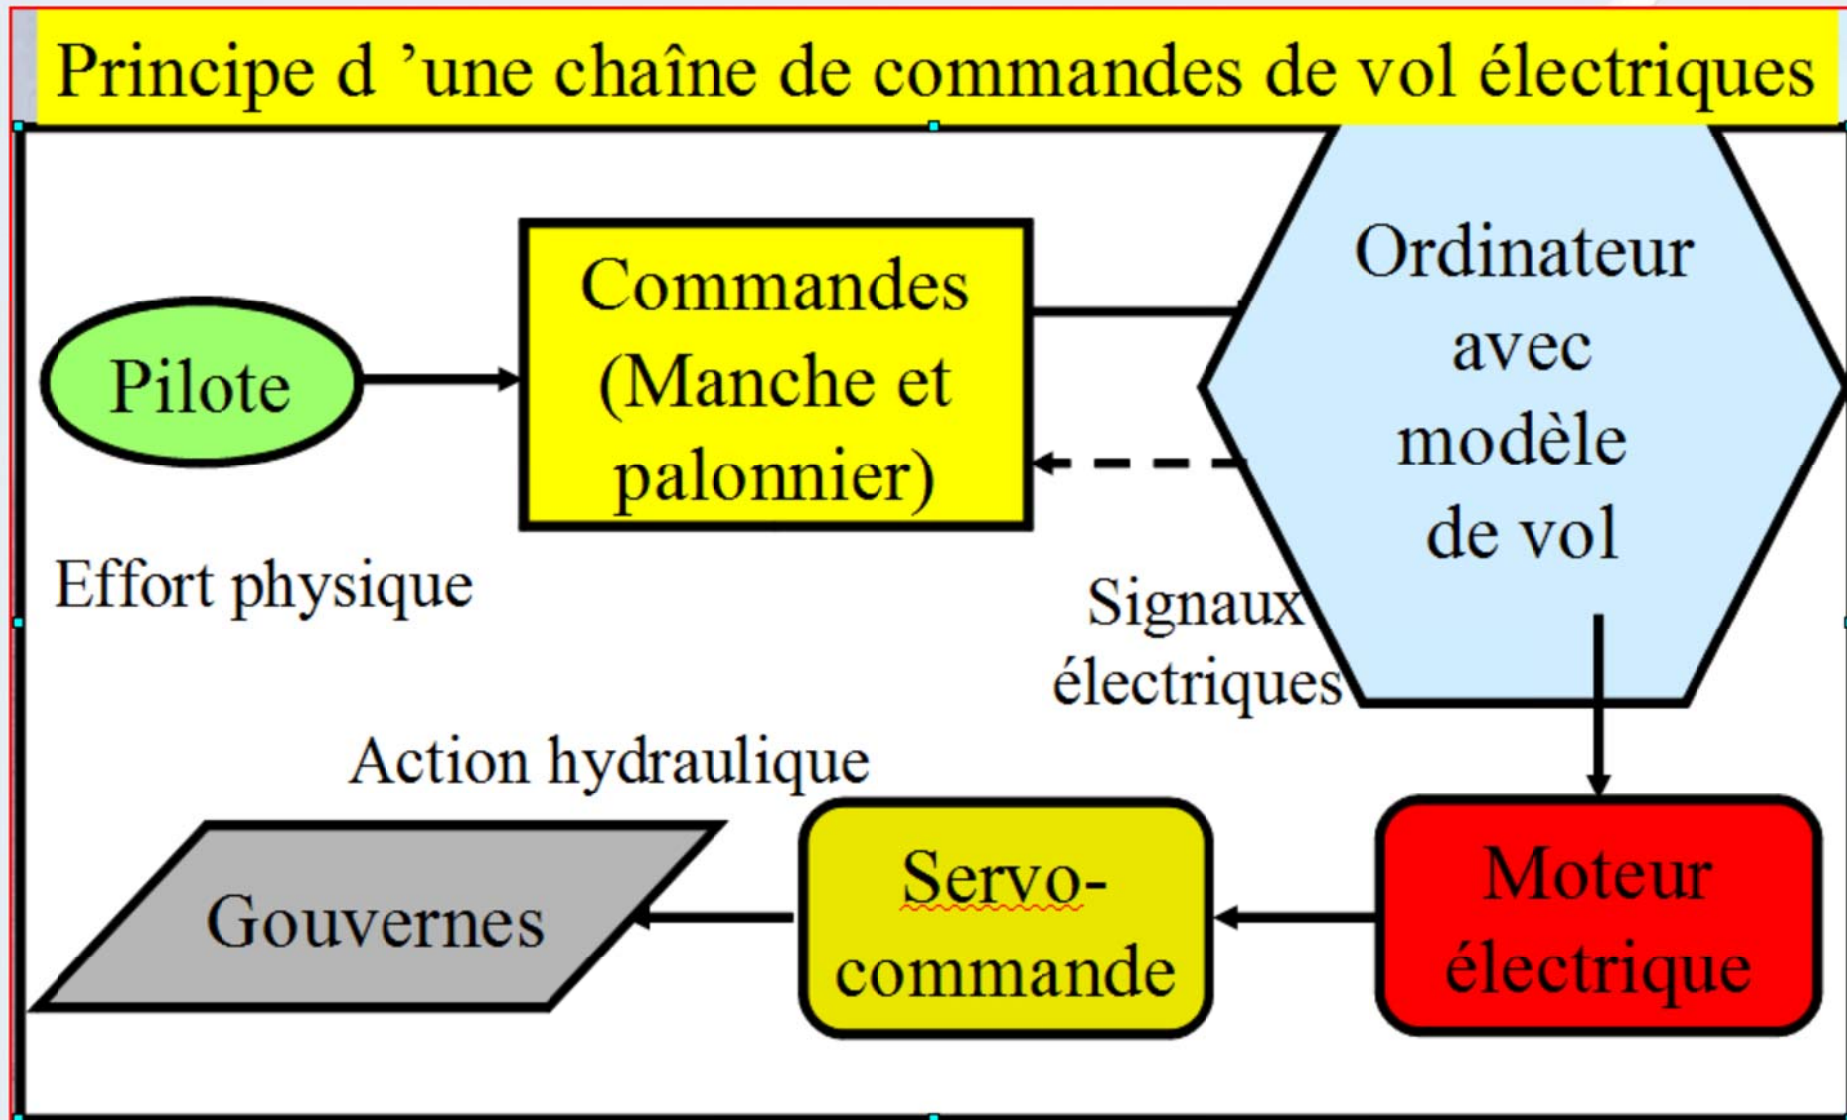 Principe d ’une chaîne de commandes de vol électriques
Pilote
Commandes
(Manche et
palonnier)
Ordinateur
avec
modèle
de vol
Effort physique
Signaux
électriques
Action hydraulique
Gouvernes
Servo-
commande
Moteur
électrique